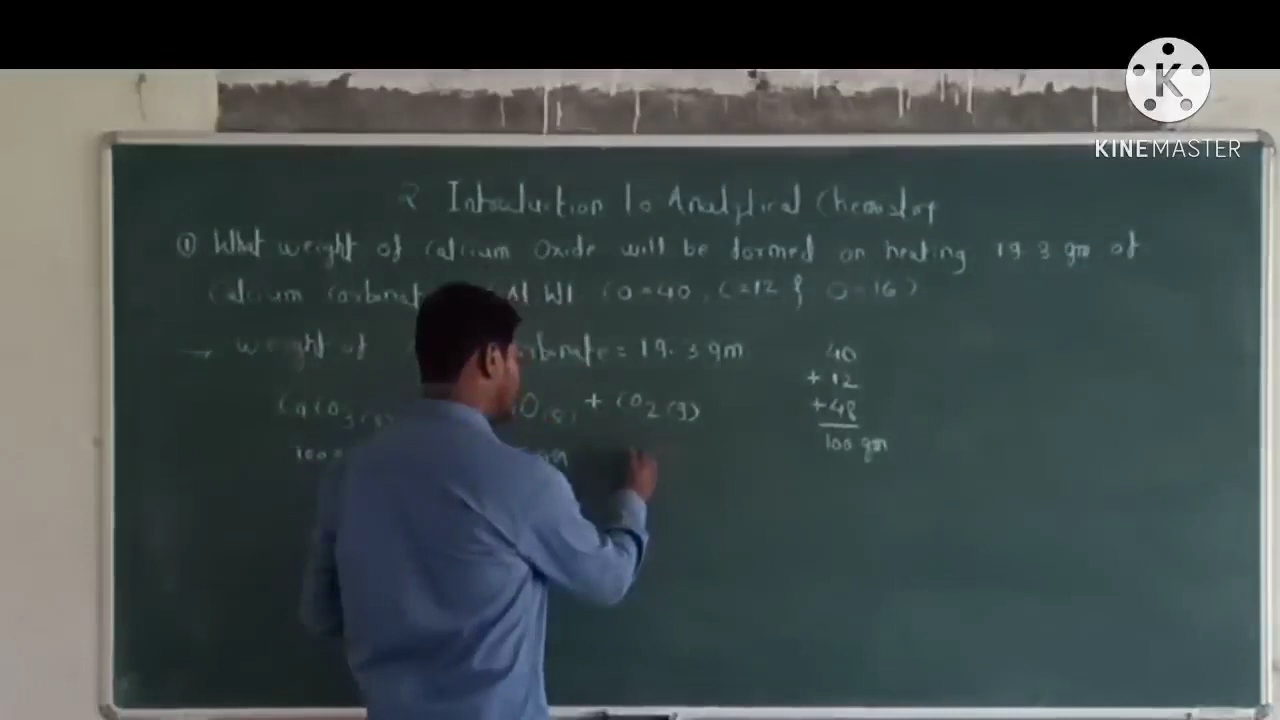 K
KINEMASTER
2 Introduction to Analytical Chemistry
① What weight of calcium oxide will be formed on heating 19.3 gm of
calcium carbonate At Wt Ca=40, C=12 & O=16)
→ Weight of = 19.3 gm
CaCO3(s) O(s) + CO2(g)
100 gm
40
+ 12
+ 48
100 gm